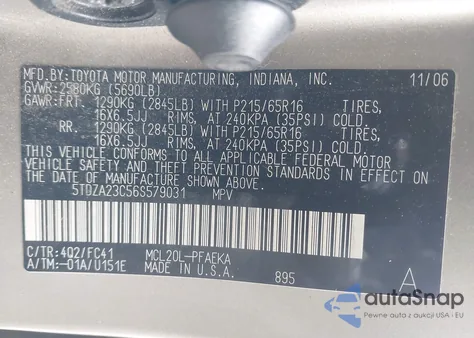 MFD. BY: TOYOTA MOTOR MANUFACTURING, INDIANA, INC. 11/06
GVWR: 2580KG (5690LB)
GAWR: FRT. 1290KG (2845LB) WITH P215/65R16 TIRES,
16X6.5JJ RIMS, AT 240KPA (35PSI) COLD.
RR. 1290KG (2845LB) WITH P215/65R16 TIRES,
16X6.5JJ RIMS, AT 240KPA (35PSI) COLD.
THIS VEHICLE CONFORMS TO ALL APPLICABLE FEDERAL MOTOR
VEHICLE SAFETY AND THEFT PREVENTION STANDARDS IN EFFECT ON
THE DATE OF MANUFACTURE SHOWN ABOVE.
5TDZA23C56S579031 MPV
C/TR: 4Q2/FC41 MCL20L-PFAEKA
A/TM: -01A/U151E MADE IN U.S.A. 895 A
autoSnap
Pewne auta z USA i EU